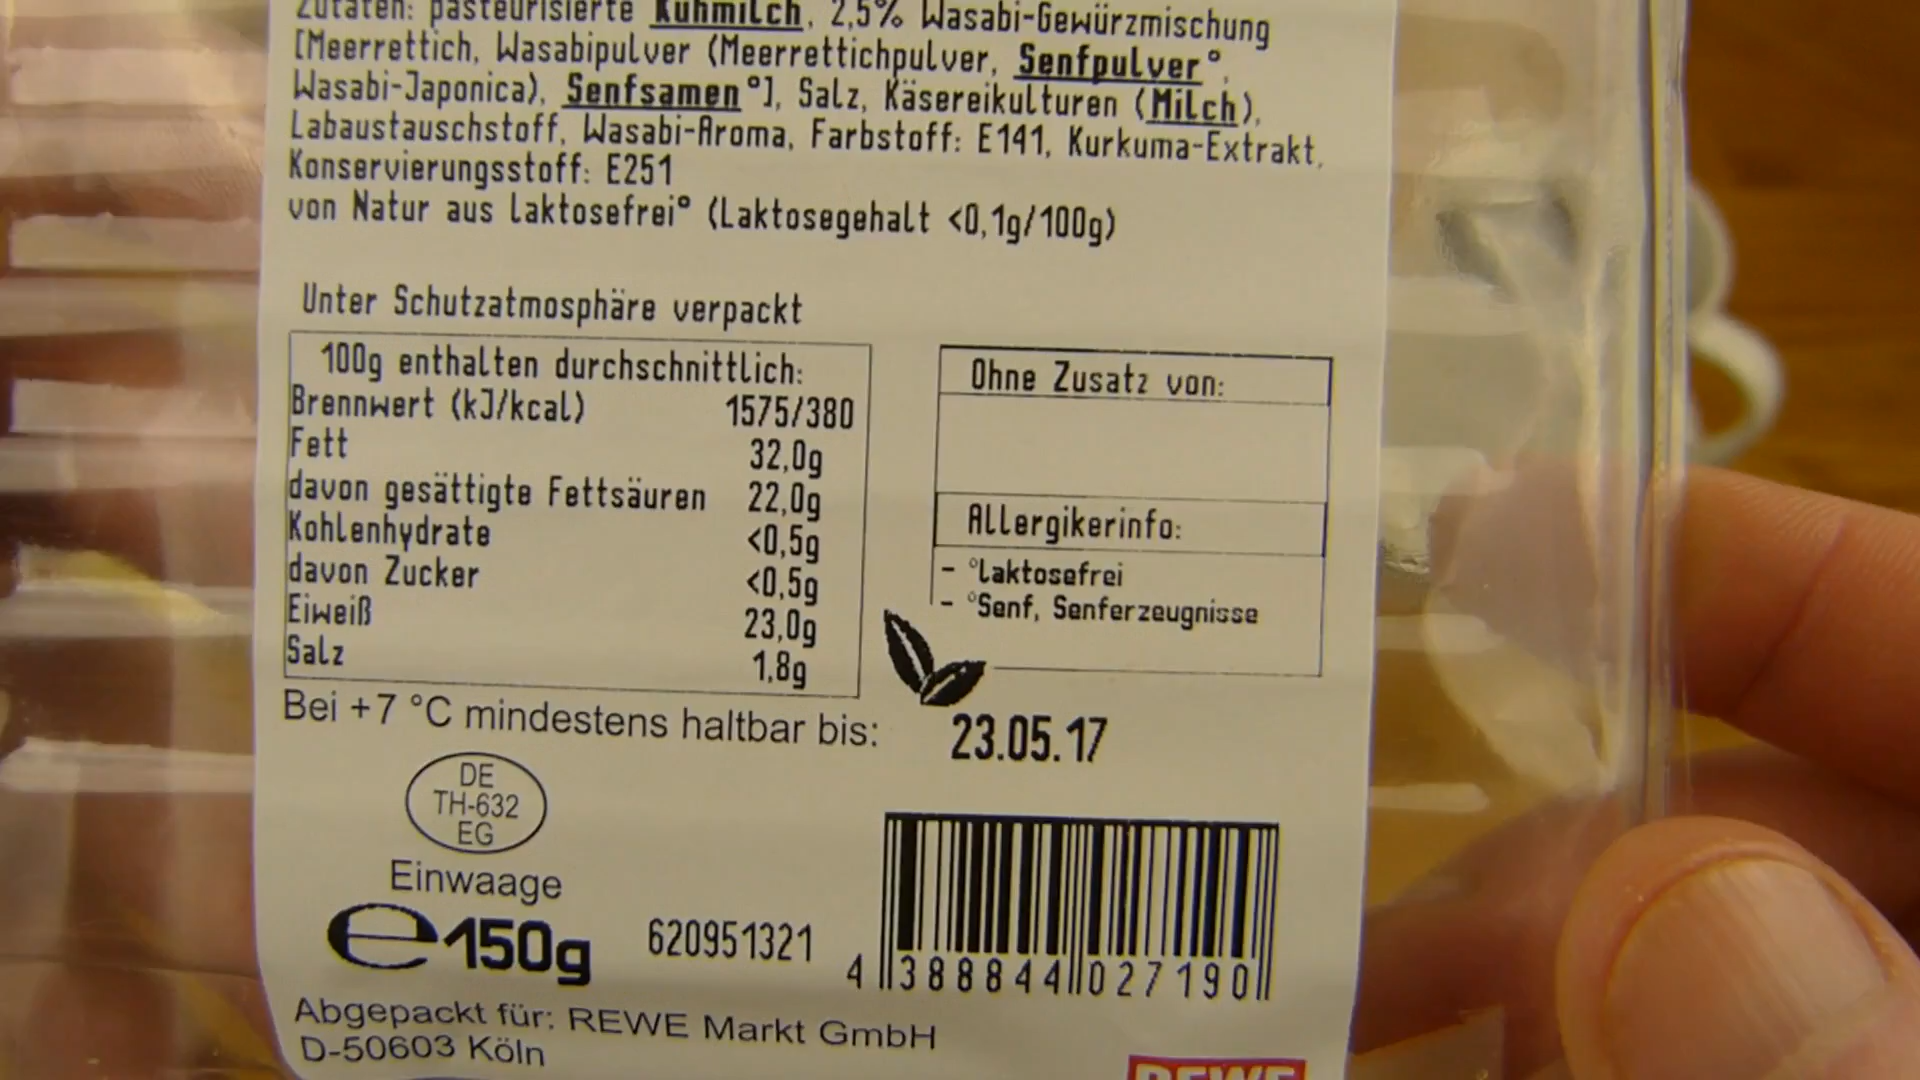 Zutaten: pasteurisierte Kuhmilch, 2,5% Wasabi-Gewürzmischung
[Meerrettich, Wasabipulver (Meerrettichpulver, Senfpulver°,
Wasabi-Japonica), Senfsamen°], Salz, Käsereikulturen (Milch),
Labaustauschstoff, Wasabi-Aroma, Farbstoff: E141, Kurkuma-Extrakt,
Konservierungsstoff: E251
von Natur aus laktosefrei° (Laktosegehalt <0,1g/100g)
Unter Schutzatmosphäre verpackt
100g enthalten durchschnittlich:
Brennwert (kJ/kcal) 1575/380
Fett 32,0g
davon gesättigte Fettsäuren 22,0g
Kohlenhydrate <0,5g
davon Zucker <0,5g
Eiweiß 23,0g
Salz 1,8g
Ohne Zusatz von:
Allergikerinfo:
- °laktosefrei
- °Senf, Senferzeugnisse
Bei +7 °C mindestens haltbar bis: 23.05.17
DE
TH-632
EG
Einwaage
e150g
620951321
4 388844 027190
Abgepackt für: REWE Markt GmbH
D-50603 Köln
REWE